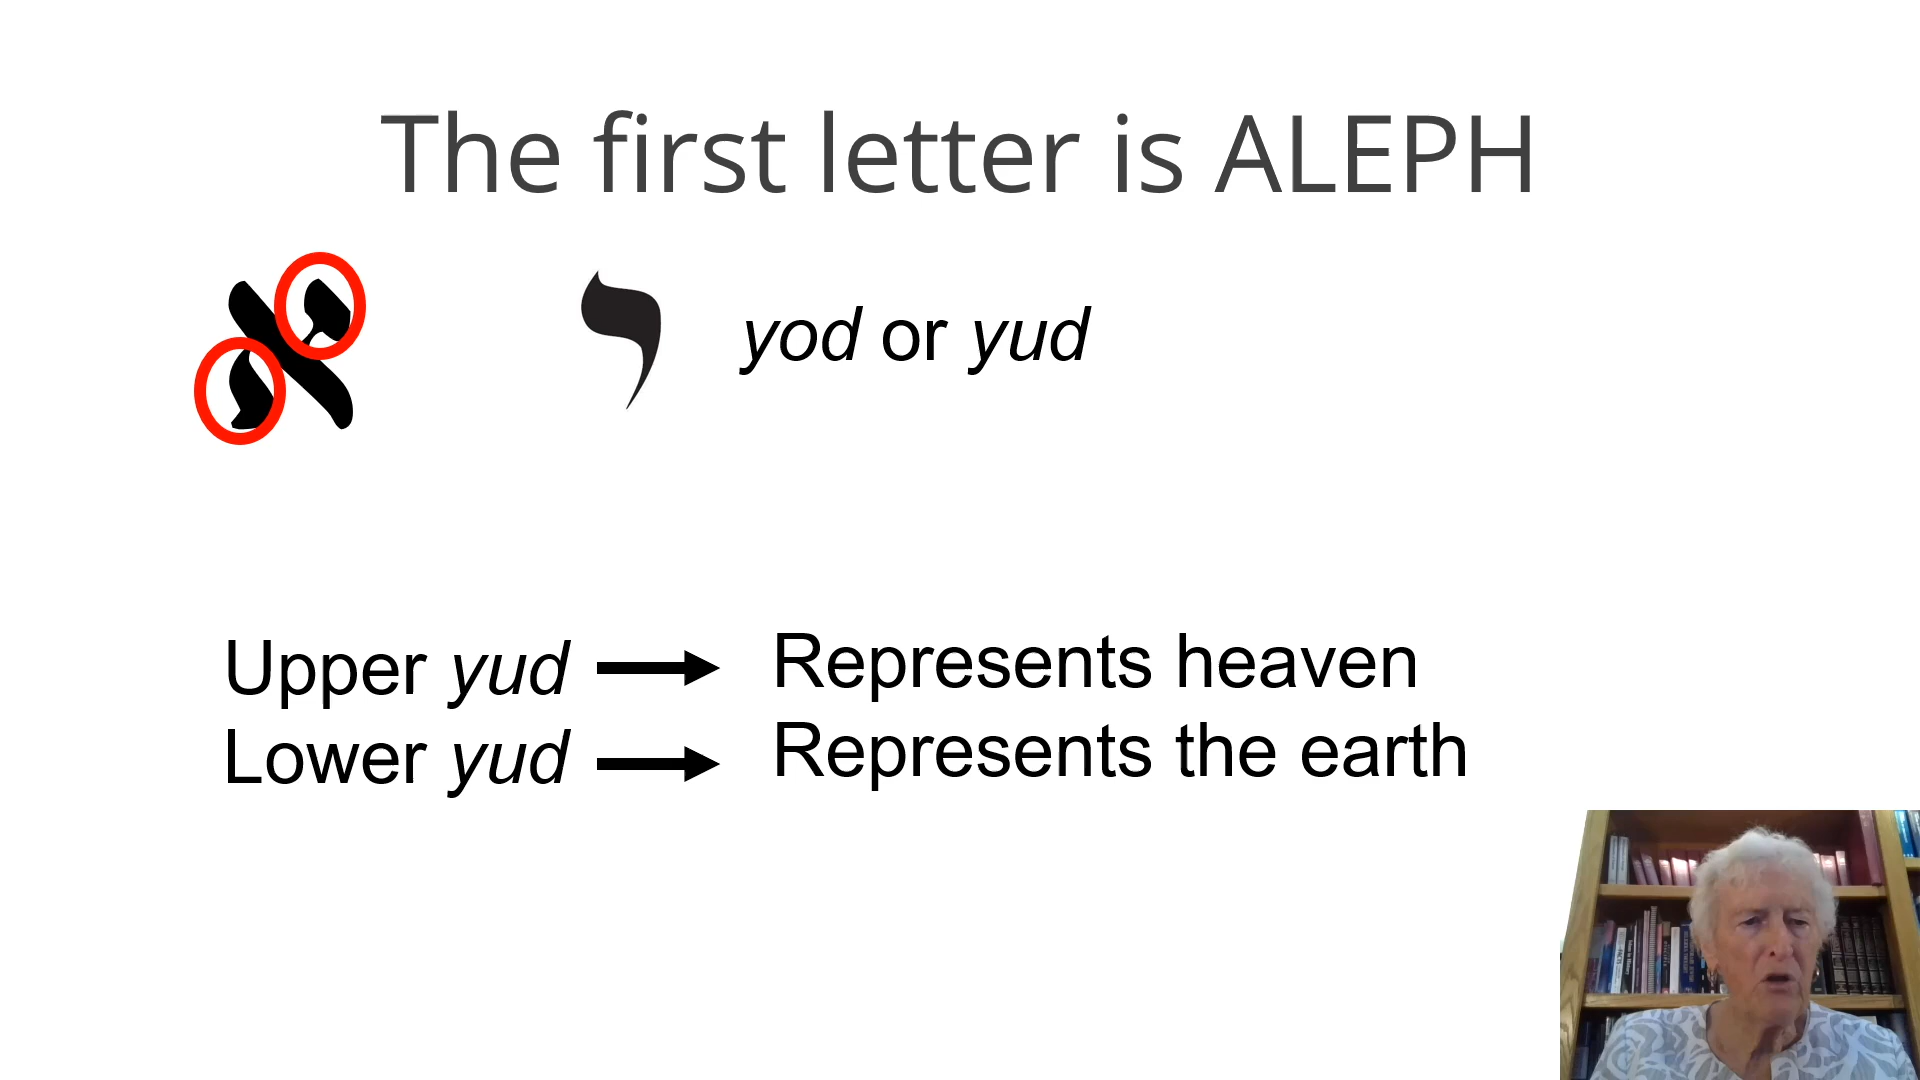 The first letter is ALEPH
א י yod or yud
Upper yud → Represents heaven
Lower yud → Represents the earth